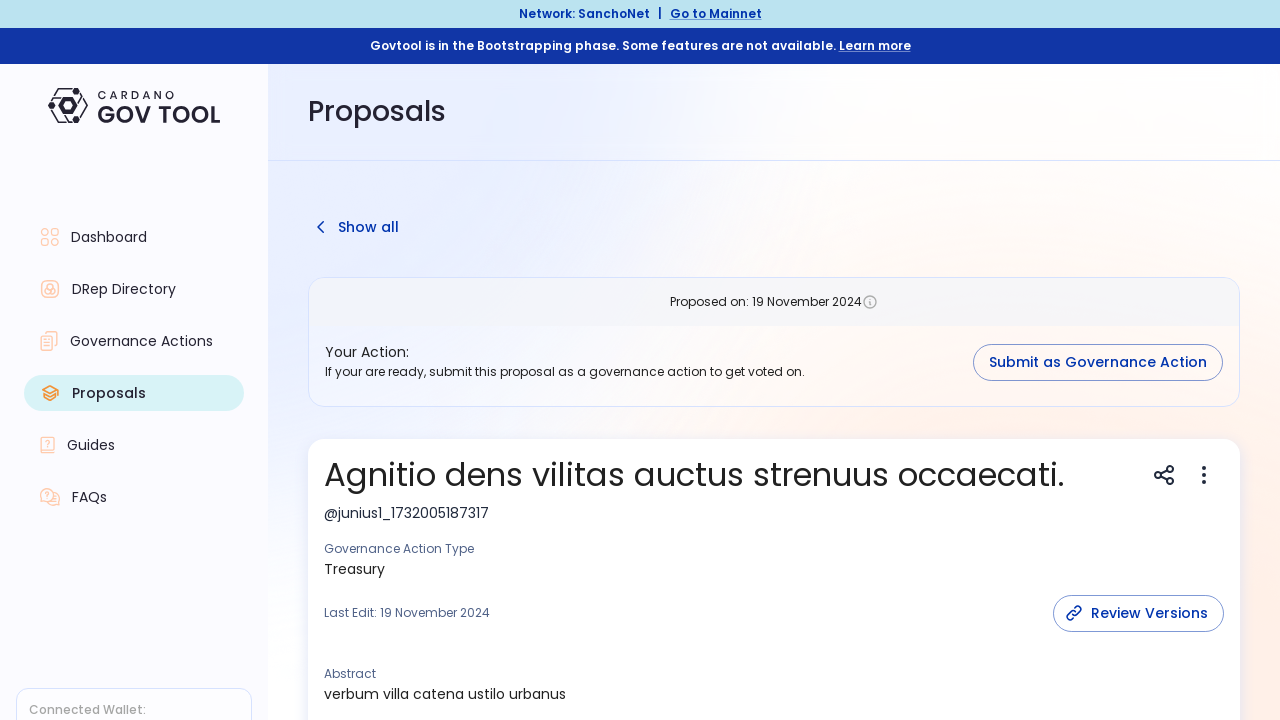 Network: SanchoNet | Go to Mainnet
Govtool is in the Bootstrapping phase. Some features are not available. Learn more
CARDANO
GOV TOOL
Proposals
Dashboard
DRep Directory
Governance Actions
Proposals
Guides
FAQs
Connected Wallet:
Show all
Proposed on: 19 November 2024
Your Action:
If your are ready, submit this proposal as a governance action to get voted on.
Submit as Governance Action
Agnitio dens vilitas auctus strenuus occaecati.
@junius1_1732005187317
Governance Action Type
Treasury
Last Edit: 19 November 2024
Review Versions
Abstract
verbum villa catena ustilo urbanus